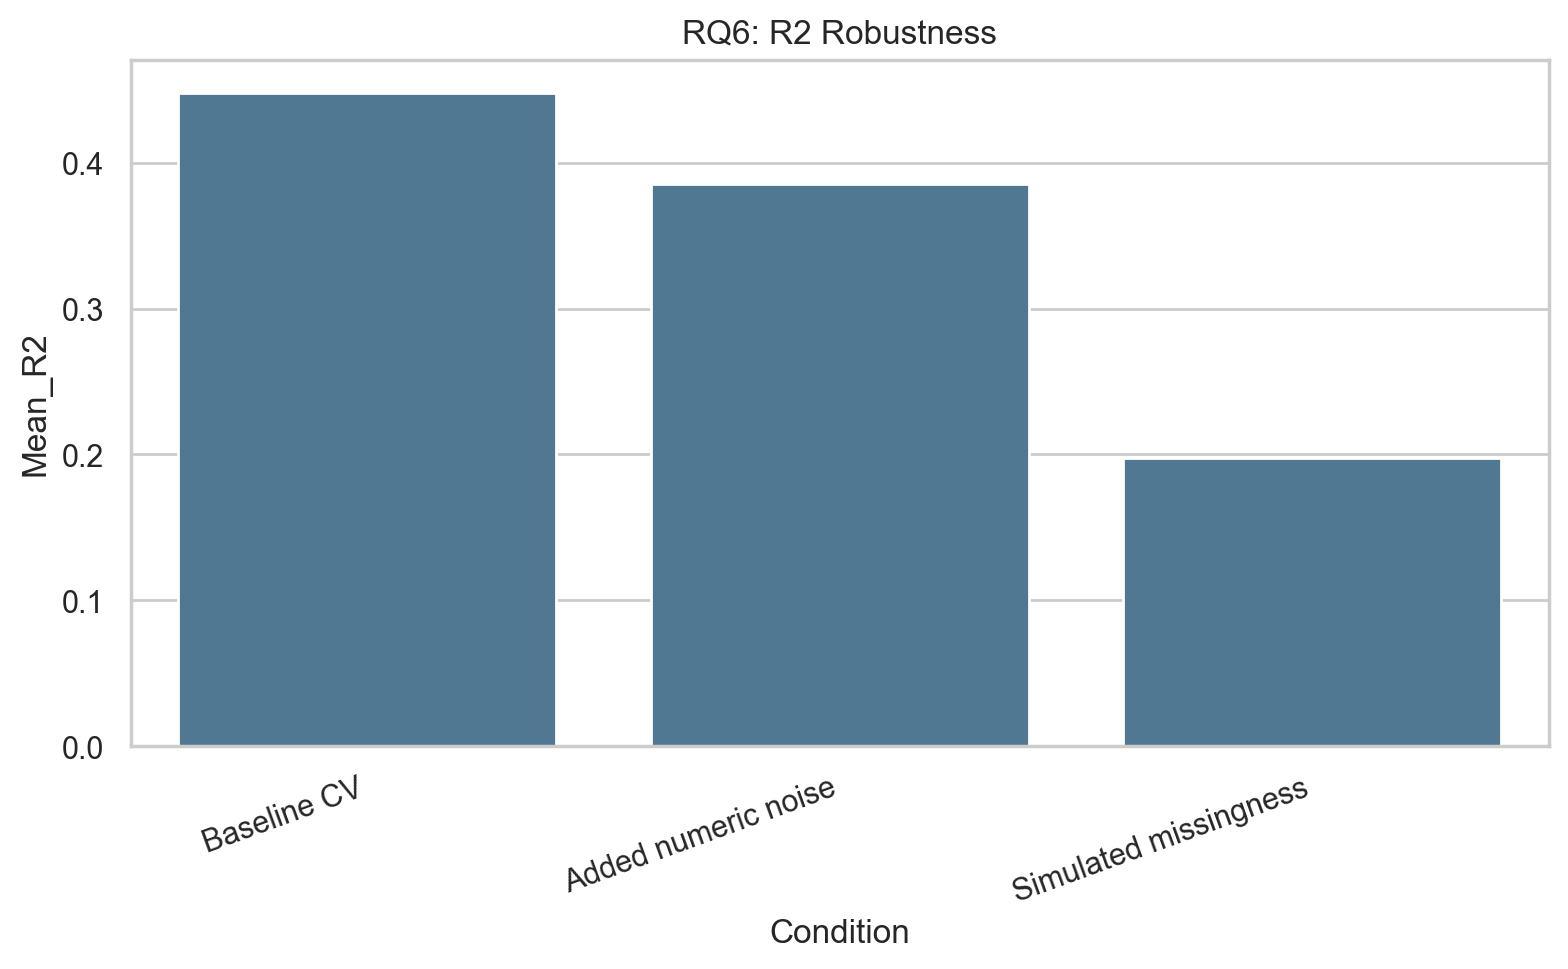 RQ6: R2 Robustness
Mean_R2
0.4
0.3
0.2
0.1
0.0
Baseline CV
Added numeric noise
Simulated missingness
Condition